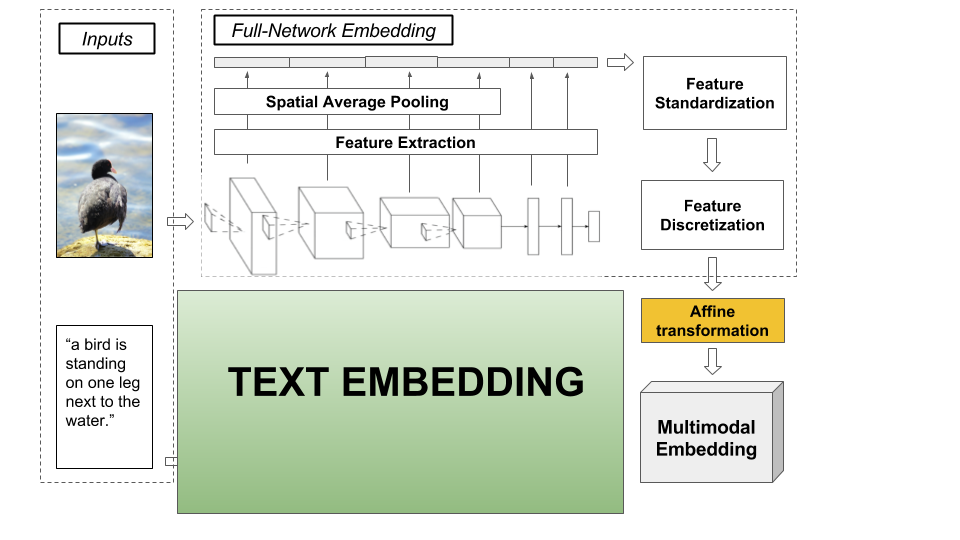 Inputs
Full-Network Embedding
Spatial Average Pooling
Feature Extraction
Feature
Standardization
Feature
Discretization
Affine
transformation
“a bird is
standing
on one leg
next to the
water.”
TEXT EMBEDDING
Multimodal
Embedding